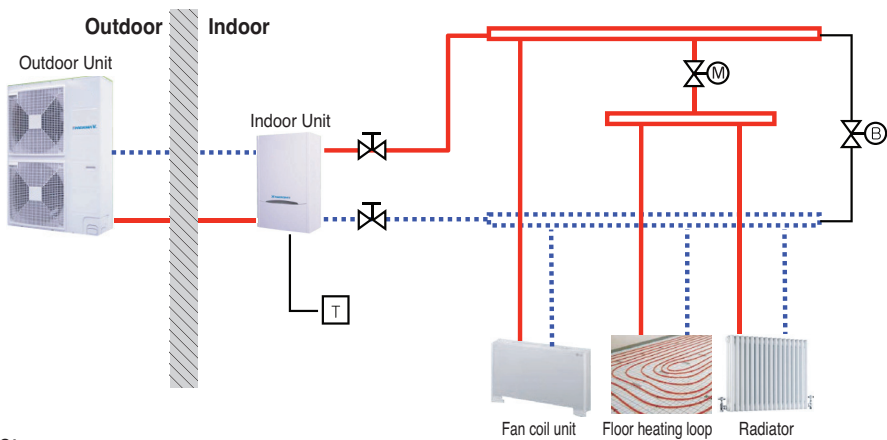 Outdoor Indoor
Outdoor Unit
Indoor Unit
M
B
T
Fan coil unit Floor heating loop Radiator